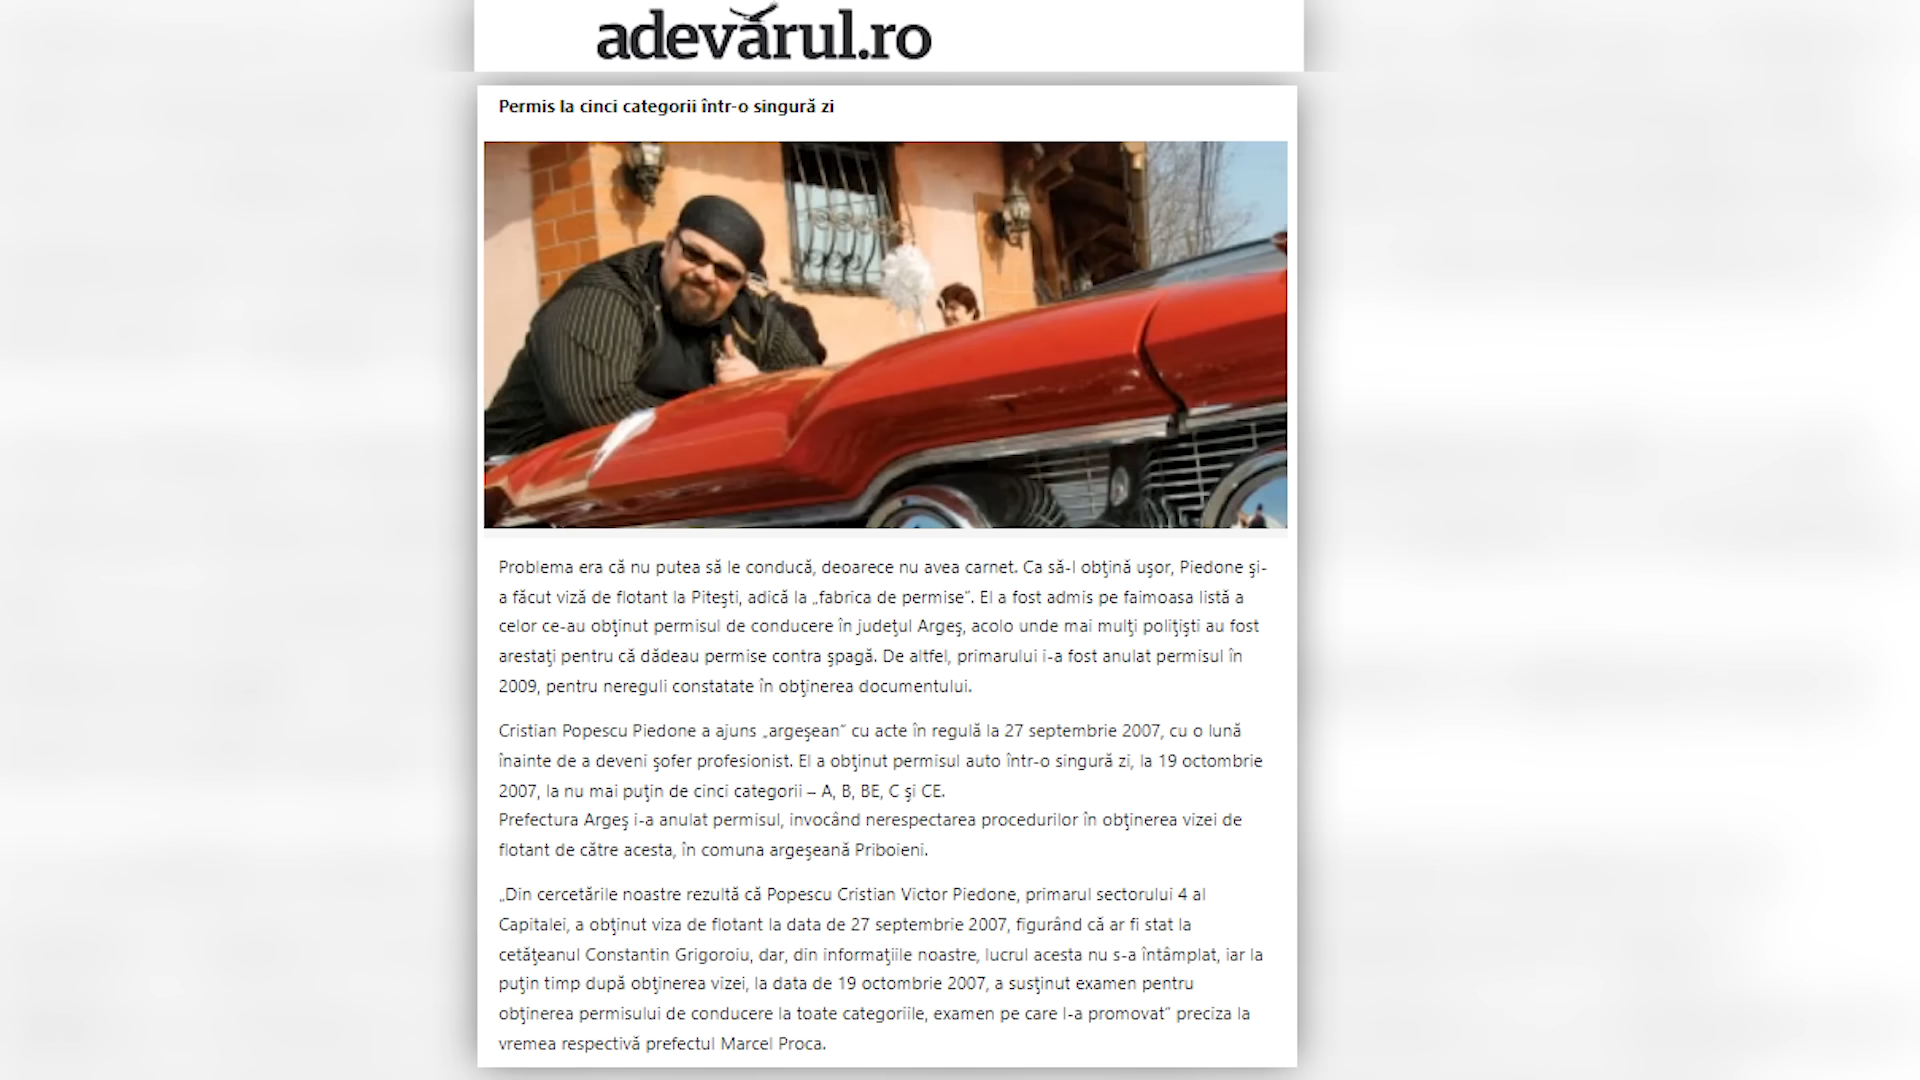 adevărul.ro
Permis la cinci categorii într-o singură zi
Problema era că nu putea să le conducă, deoarece nu avea carnet. Ca să-l obţină uşor, Piedone şi-
a făcut viză de flotant la Piteşti, adică la „fabrica de permise”. El a fost admis pe faimoasa listă a
celor ce-au obţinut permisul de conducere în judeţul Argeş, acolo unde mai mulţi poliţişti au fost
arestaţi pentru că dădeau permise contra şpagă. De altfel, primarului i-a fost anulat permisul în
2009, pentru nereguli constatate în obţinerea documentului.
Cristian Popescu Piedone a ajuns „argeşean” cu acte în regulă la 27 septembrie 2007, cu o lună
înainte de a deveni şofer profesionist. El a obţinut permisul auto într-o singură zi, la 19 octombrie
2007, la nu mai puţin de cinci categorii – A, B, BE, C şi CE.
Prefectura Argeş i-a anulat permisul, invocând nerespectarea procedurilor în obţinerea vizei de
flotant de către acesta, în comuna argeşeană Priboieni.
„Din cercetările noastre rezultă că Popescu Cristian Victor Piedone, primarul sectorului 4 al
Capitalei, a obţinut viza de flotant la data de 27 septembrie 2007, figurând că ar fi stat la
cetăţeanul Constantin Grigoroiu, dar, din informaţiile noastre, lucrul acesta nu s-a întâmplat, iar la
puţin timp după obţinerea vizei, la data de 19 octombrie 2007, a susţinut examen pentru
obţinerea permisului de conducere la toate categoriile, examen pe care l-a promovat” preciza la
vremea respectivă prefectul Marcel Proca.